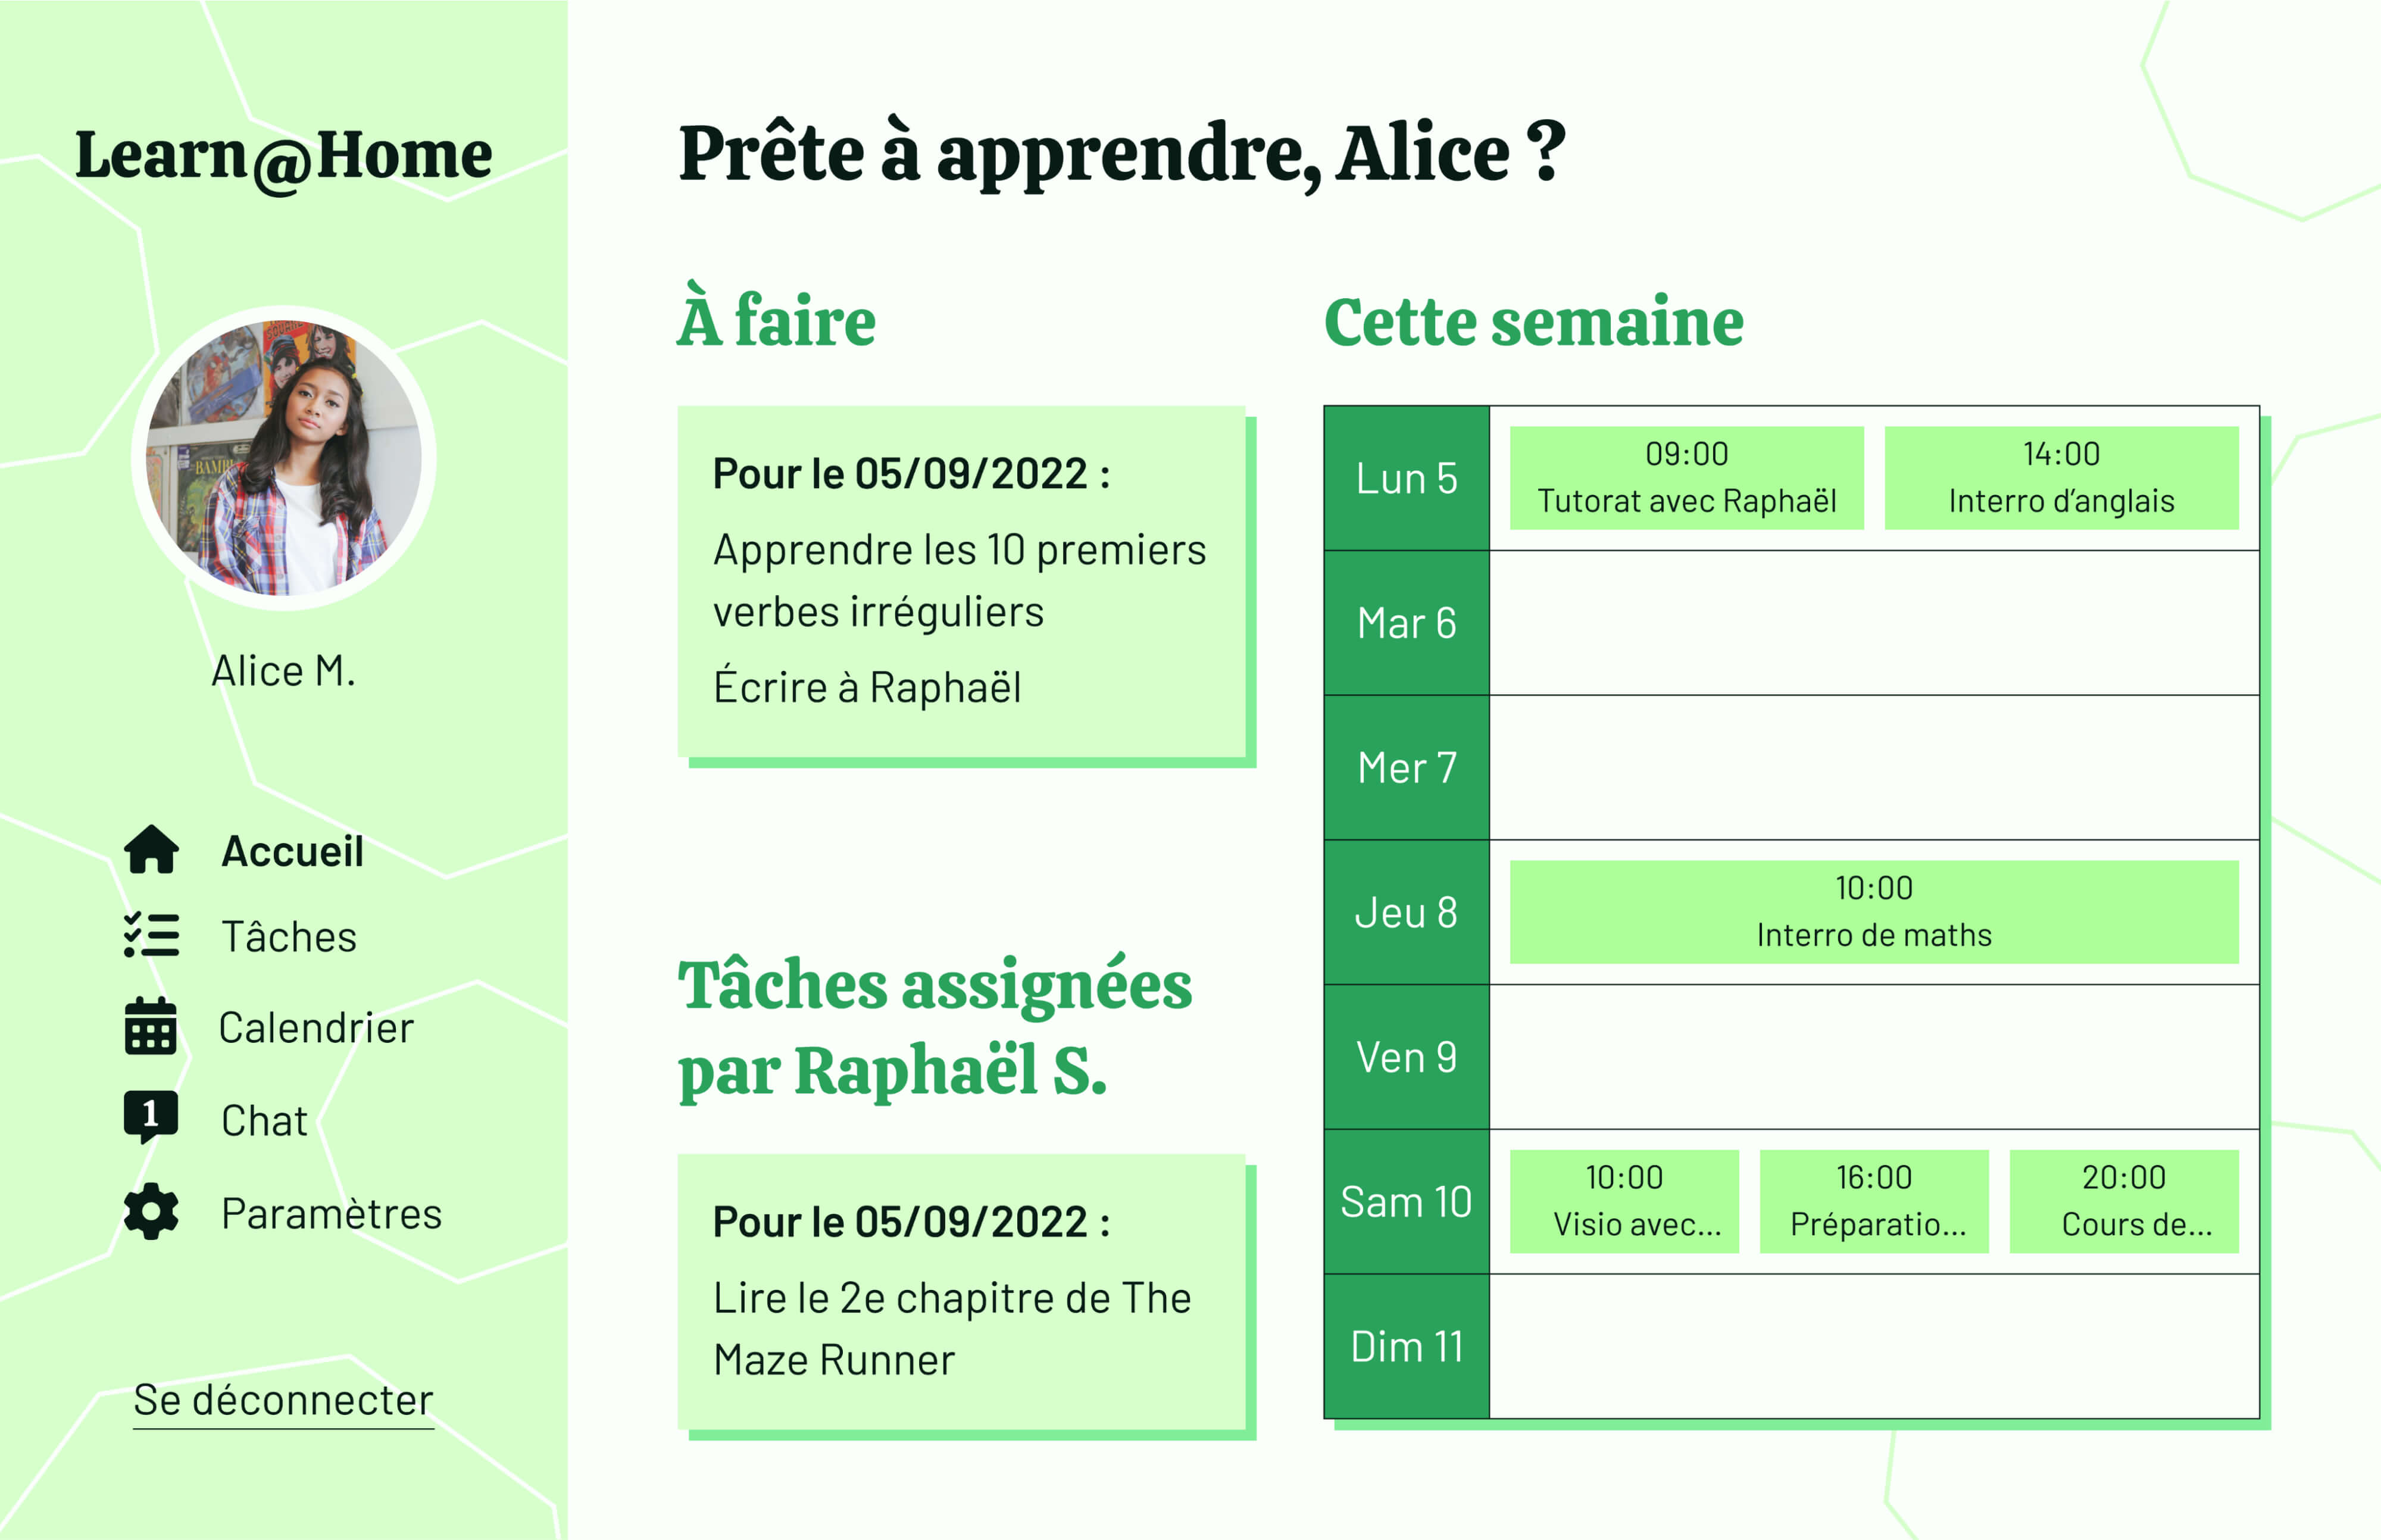 Learn@Home
SQUARE
BAMBI
Alice M.
Accueil
Tâches
Calendrier
1
Chat
Paramètres
Se déconnecter
Prête à apprendre, Alice ?
À faire
Pour le 05/09/2022 :
Apprendre les 10 premiers
verbes irréguliers
Écrire à Raphaël
Tâches assignées
par Raphaël S.
Pour le 05/09/2022 :
Lire le 2e chapitre de The
Maze Runner
Cette semaine
Lun 5
09:00
Tutorat avec Raphaël
14:00
Interro d’anglais
Mar 6
Mer 7
Jeu 8
10:00
Interro de maths
Ven 9
Sam 10
10:00
Visio avec...
16:00
Préparatio...
20:00
Cours de...
Dim 11